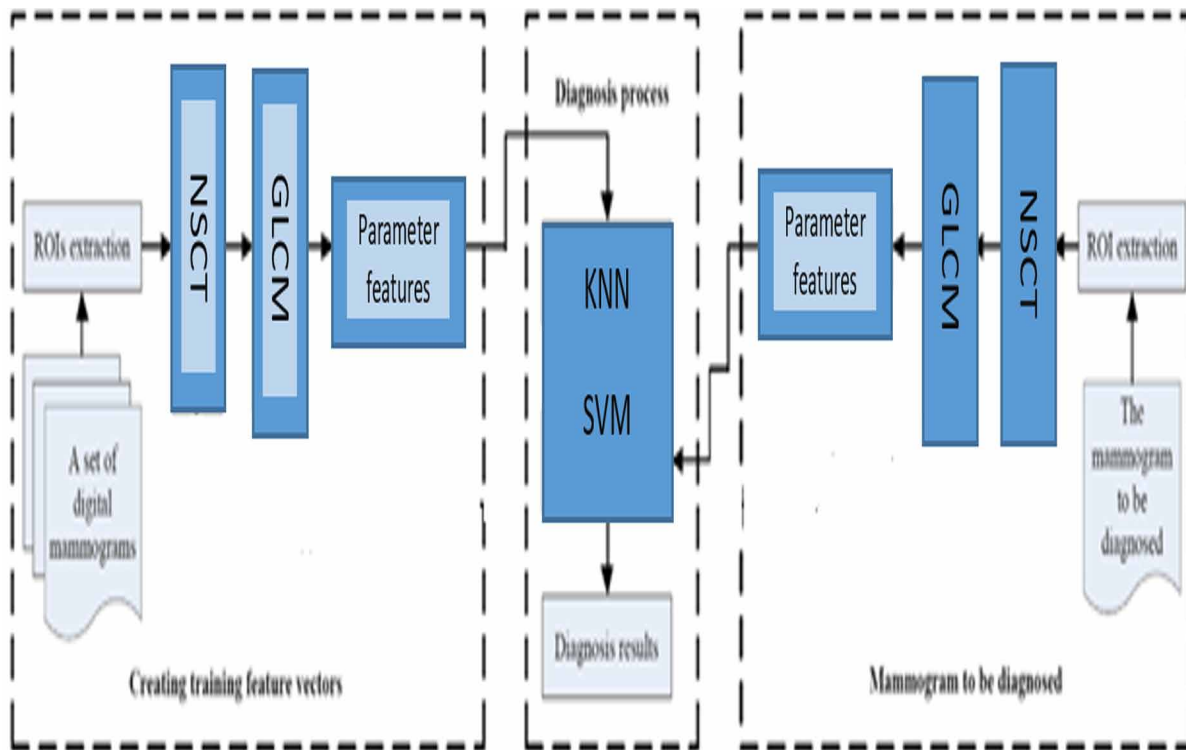 ROIs extraction
A set of
digital
mammograms
NSCT
GLCM
Parameter
features
Creating training feature vectors
Diagnosis process
KNN
SVM
Diagnosis results
Parameter
features
GLCM
NSCT
ROI extraction
The
mammogram
to be
diagnosed
Mammogram to be diagnosed